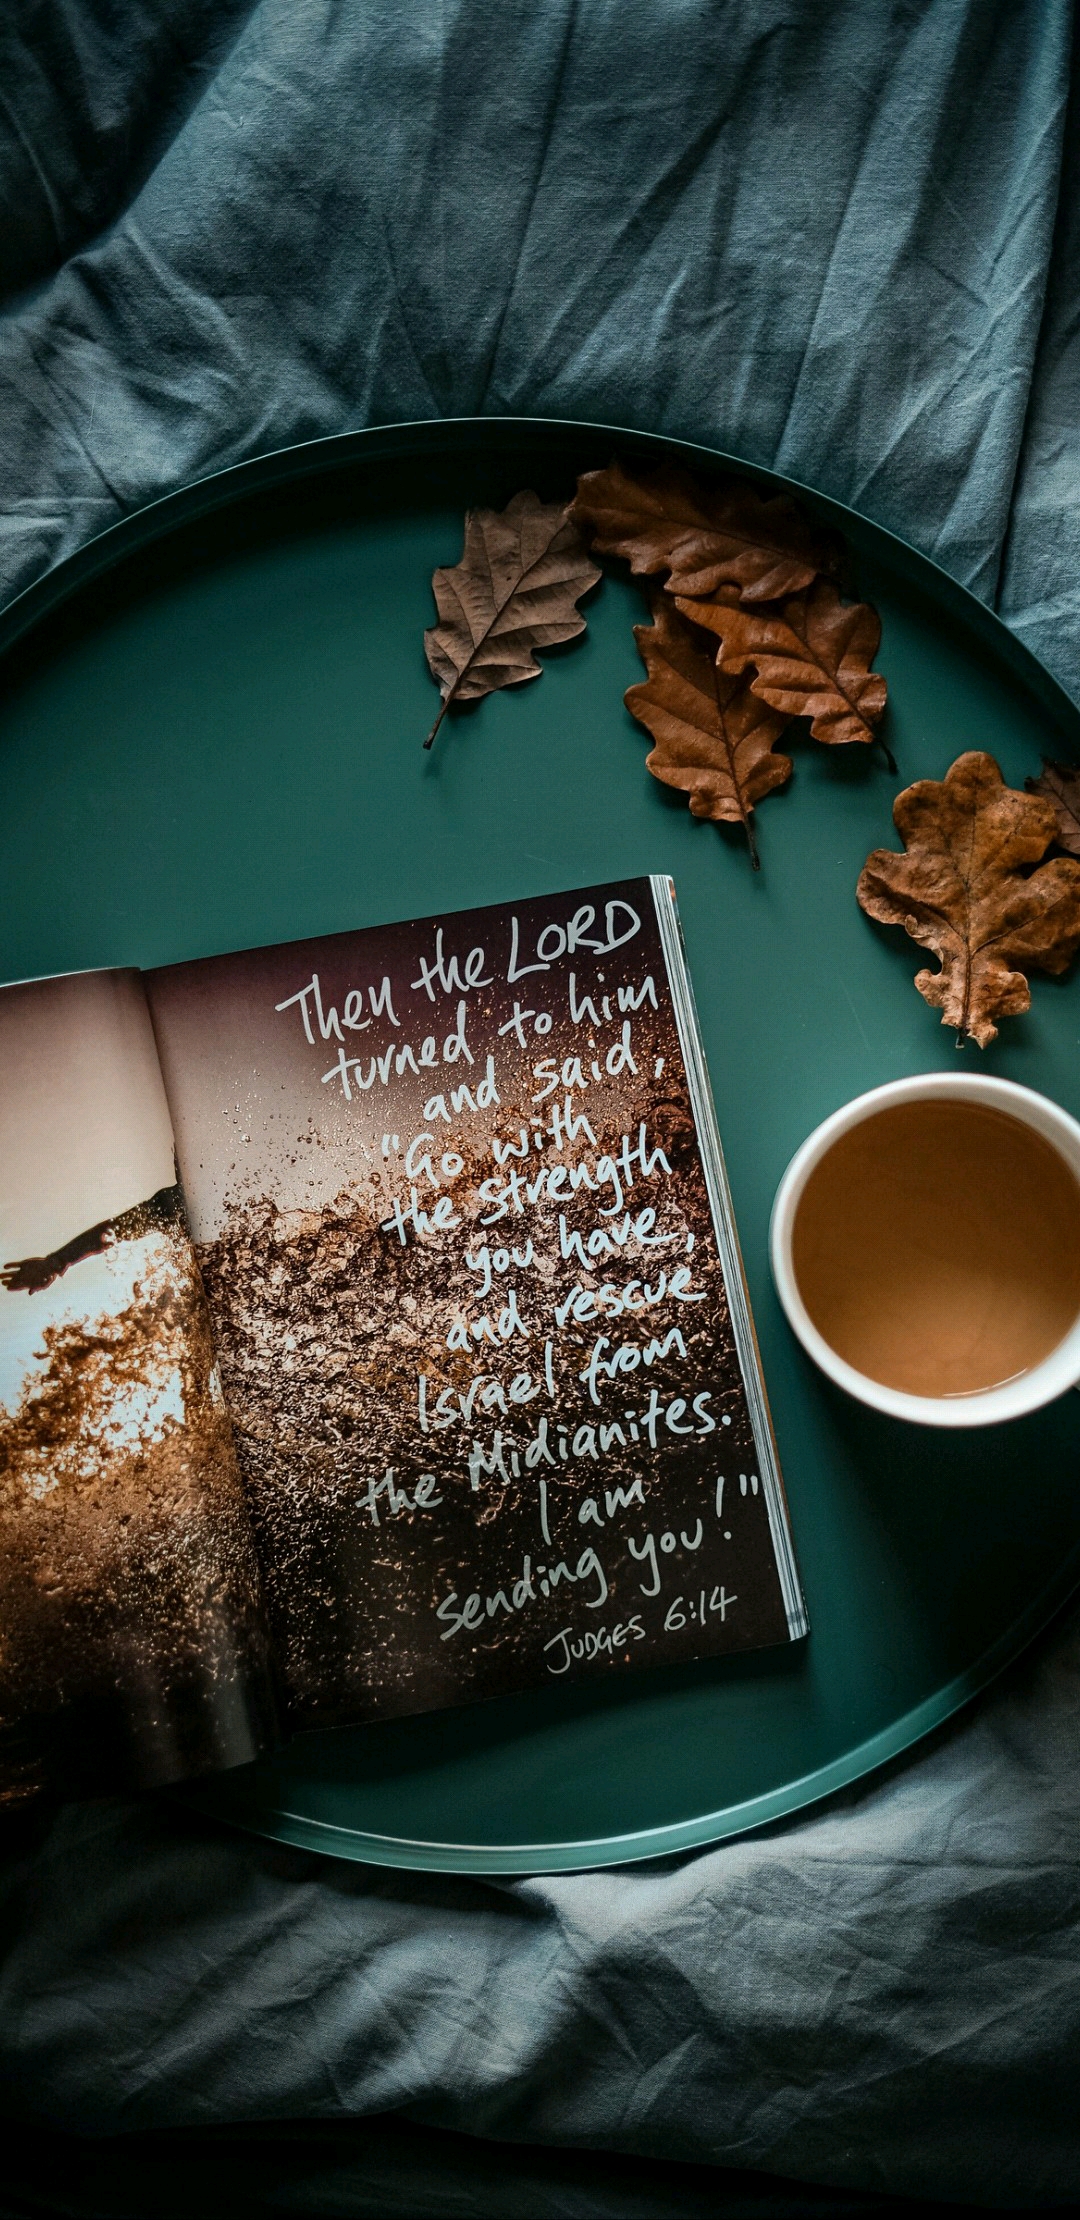 Then the LORD
turned to him
and said,
"Go with
the strength
you have,
and rescue
Israel from
the Midianites.
I am
sending you!"
JUDGES 6:14